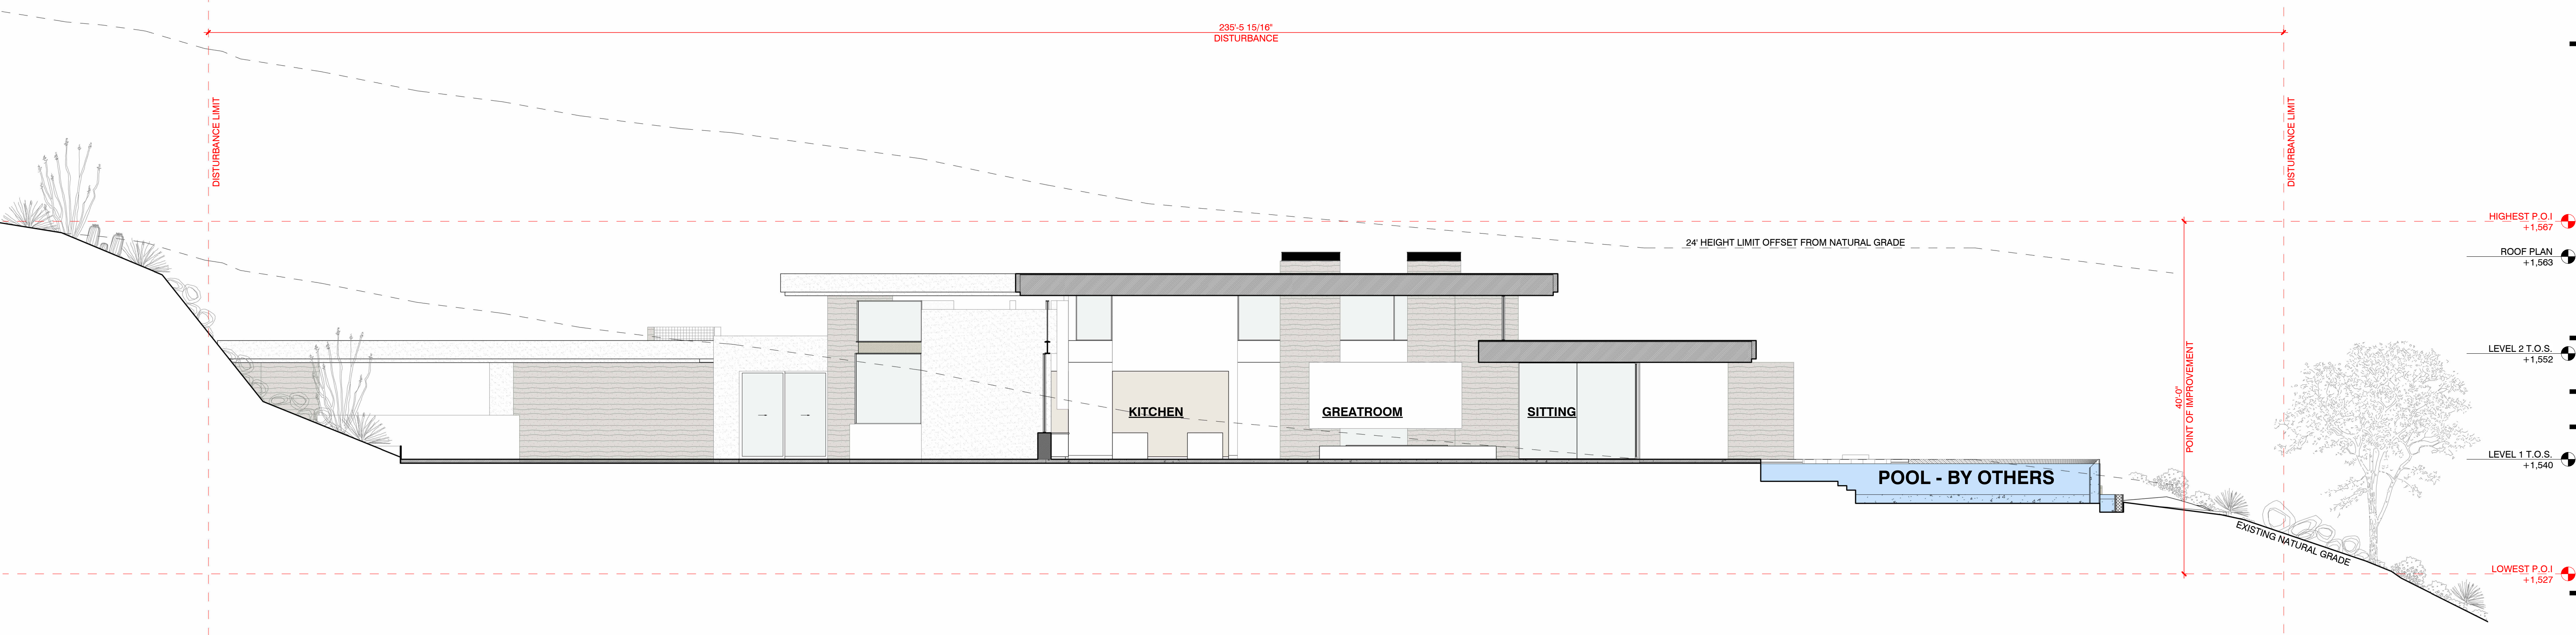 235'-5 15/16"
DISTURBANCE
DISTURBANCE LIMIT
DISTURBANCE LIMIT
HIGHEST P.O.I
+1,567
24' HEIGHT LIMIT OFFSET FROM NATURAL GRADE
ROOF PLAN
+1,563
LEVEL 2 T.O.S.
+1,552
40'-0"
POINT OF IMPROVEMENT
KITCHEN
GREATROOM
SITTING
LEVEL 1 T.O.S.
+1,540
POOL - BY OTHERS
EXISTING NATURAL GRADE
LOWEST P.O.I
+1,527